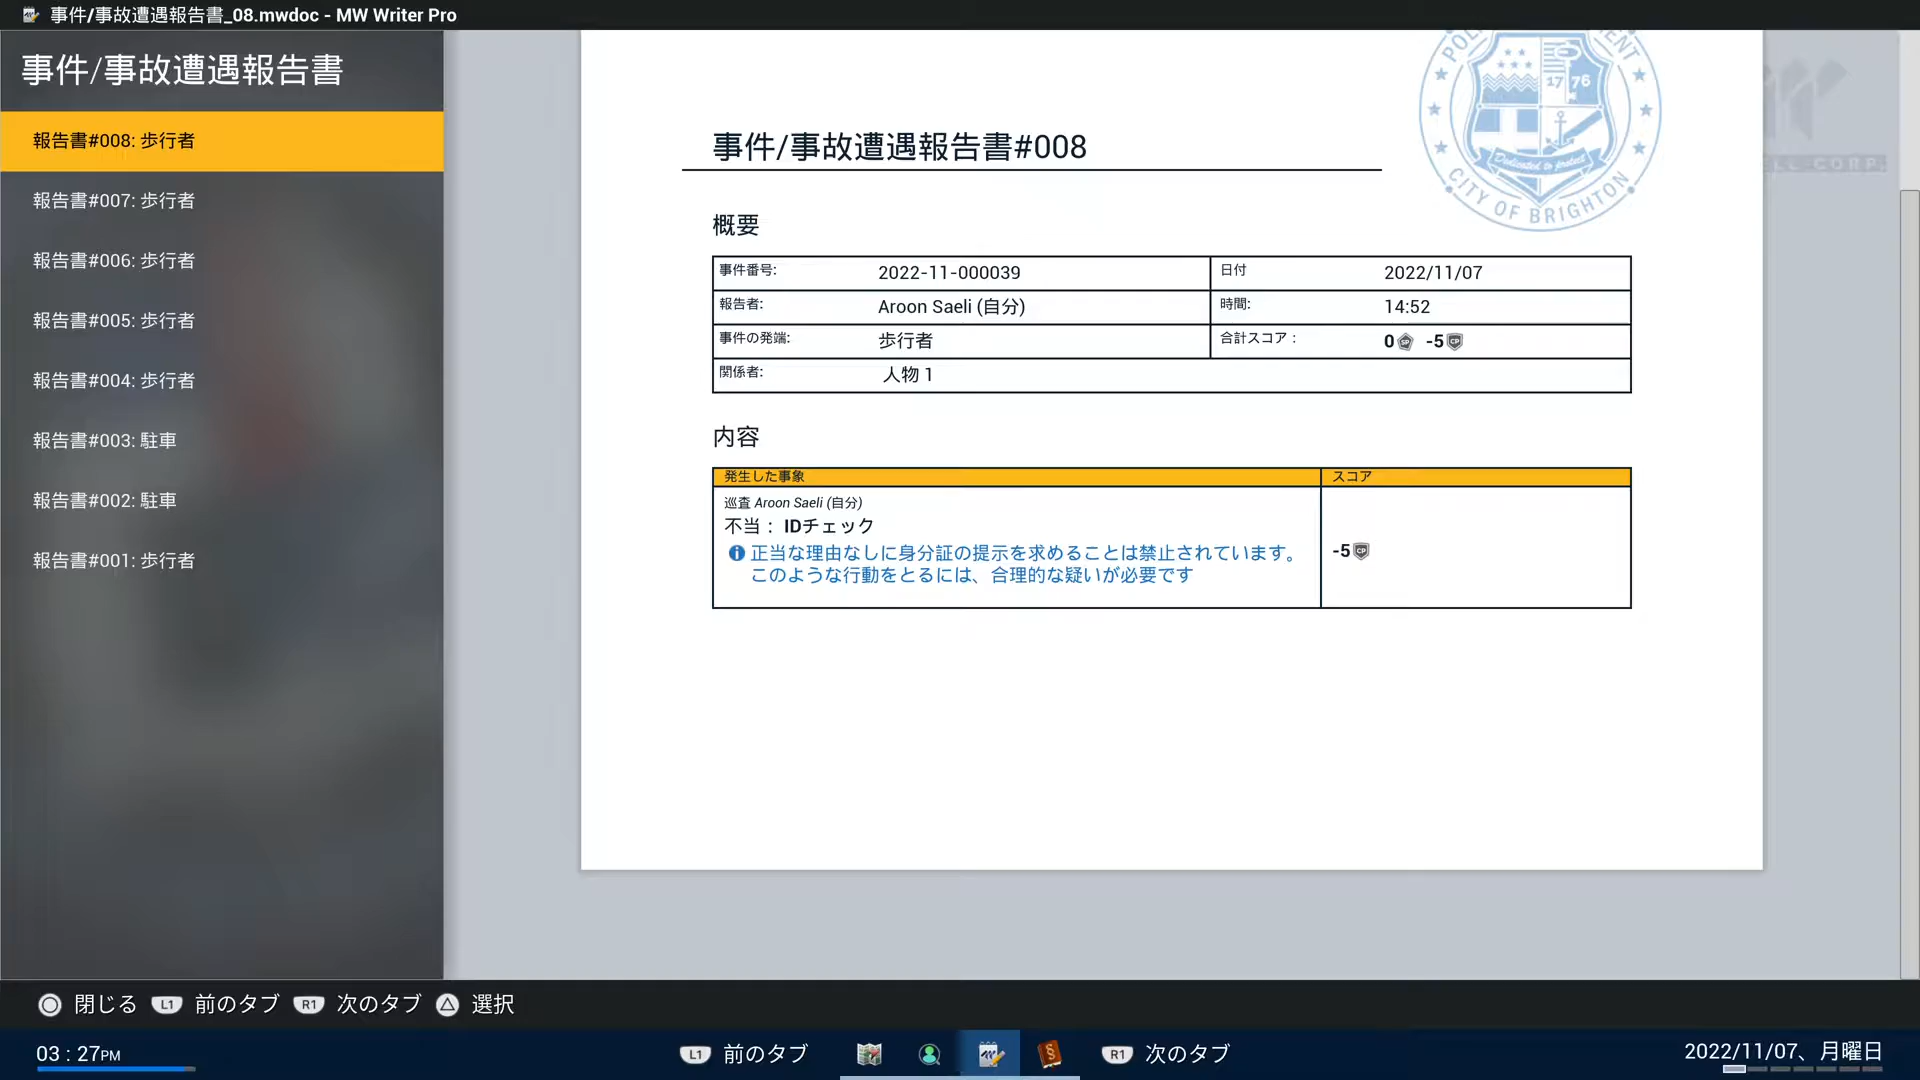 事件/事故遭遇報告書_08.mwdoc - MW Writer Pro
事件/事故遭遇報告書
報告書#008: 歩行者
報告書#007: 歩行者
報告書#006: 歩行者
報告書#005: 歩行者
報告書#004: 歩行者
報告書#003: 駐車
報告書#002: 駐車
報告書#001: 歩行者
17 76
Dedicated to protect
CITY OF BRIGHTON
事件/事故遭遇報告書#008
概要
事件番号: 2022-11-000039 日付 2022/11/07
報告者: Aroon Saeli (自分) 時間: 14:52
事件の発端: 歩行者 合計スコア： 0 SP -5 CP
関係者: 人物 1
内容
発生した事象 スコア
巡査 Aroon Saeli (自分)
不当： IDチェック
正当な理由なしに身分証の提示を求めることは禁止されています。
このような行動をとるには、合理的な疑いが必要です
-5 CP
閉じる L1 前のタブ R1 次のタブ 選択
03 : 27PM
L1 前のタブ R1 次のタブ
2022/11/07、月曜日